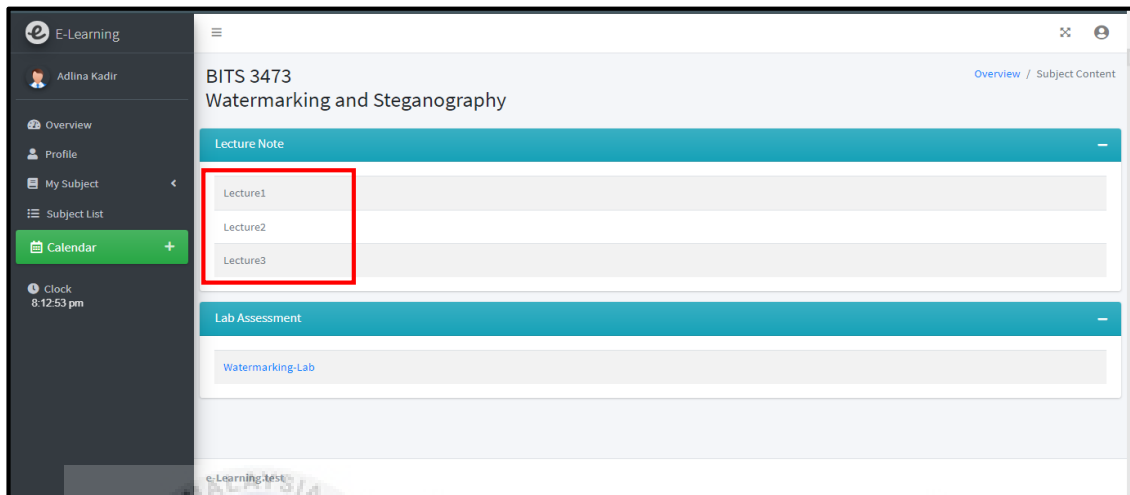 E-Learning
Adlina Kadir
Overview
Profile
My Subject
Subject List
Calendar
Clock
8:12:53 pm
BITS 3473
Watermarking and Steganography
Overview / Subject Content
Lecture Note
Lecture1
Lecture2
Lecture3
Lab Assessment
Watermarking-Lab
e-Learning.test